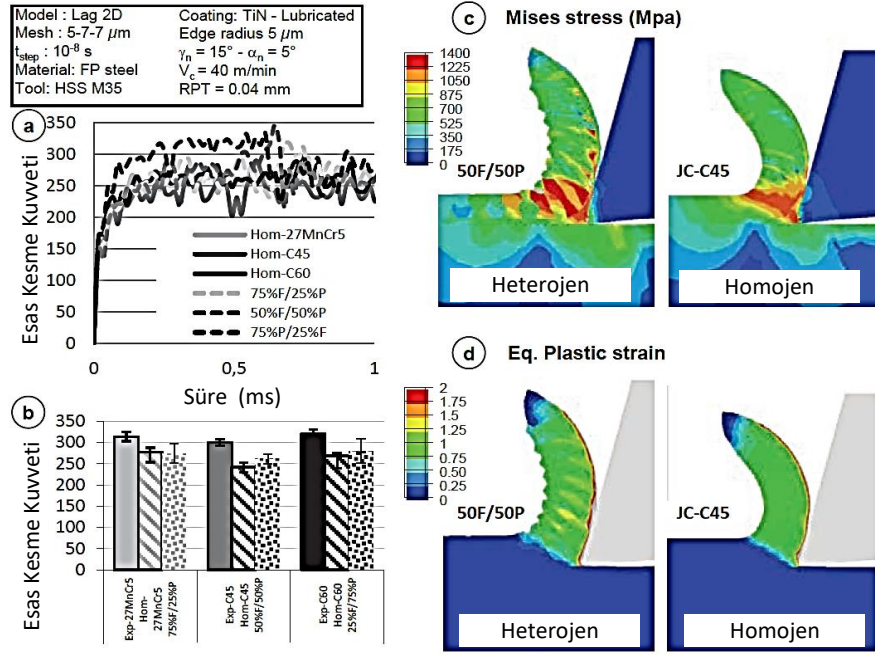 Model : Lag 2D
Mesh : 5-7-7 µm
t_step : 10⁻⁸ s
Material: FP steel
Tool: HSS M35
Coating: TiN - Lubricated
Edge radius 5 µm
γₙ = 15° - αₙ = 5°
V_c = 40 m/min
RPT = 0.04 mm
a
Esas Kesme Kuvveti
350
300
250
200
150
100
50
0
Hom-27MnCr5
Hom-C45
Hom-C60
75%F/25%P
50%F/50%P
75%P/25%F
0
0,5
1
Süre (ms)
b
Esas Kesme Kuvveti
350
300
250
200
150
100
50
0
Exp-27MnCr5
Hom-
27MnCr5
75%F/25%P
Exp-C45
Hom-C45
50%F/50%P
Exp-C60
Hom-C60
25%F/75%P
c
Mises stress (Mpa)
1400
1225
1050
875
700
525
350
175
0
50F/50P
Heterojen
JC-C45
Homojen
d
Eq. Plastic strain
2
1.75
1.5
1.25
1
0.75
0.50
0.25
0
50F/50P
Heterojen
JC-C45
Homojen